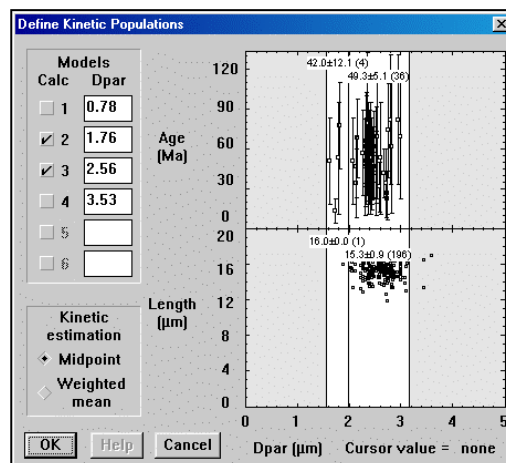 Define Kinetic Populations
Models
Calc Dpar
1 0.78
2 1.76
3 2.56
4 3.53
5
6
Kinetic
estimation
Midpoint
Weighted
mean
OK Help Cancel
Age
(Ma)
120
90
60
30
0
42.0±12.1 (4)
49.3±5.1 (36)
Length
(µm)
20
16
12
8
4
0
16.0±0.0 (1)
15.3±0.9 (196)
0 1 2 3 4 5
Dpar (µm) Cursor value = none